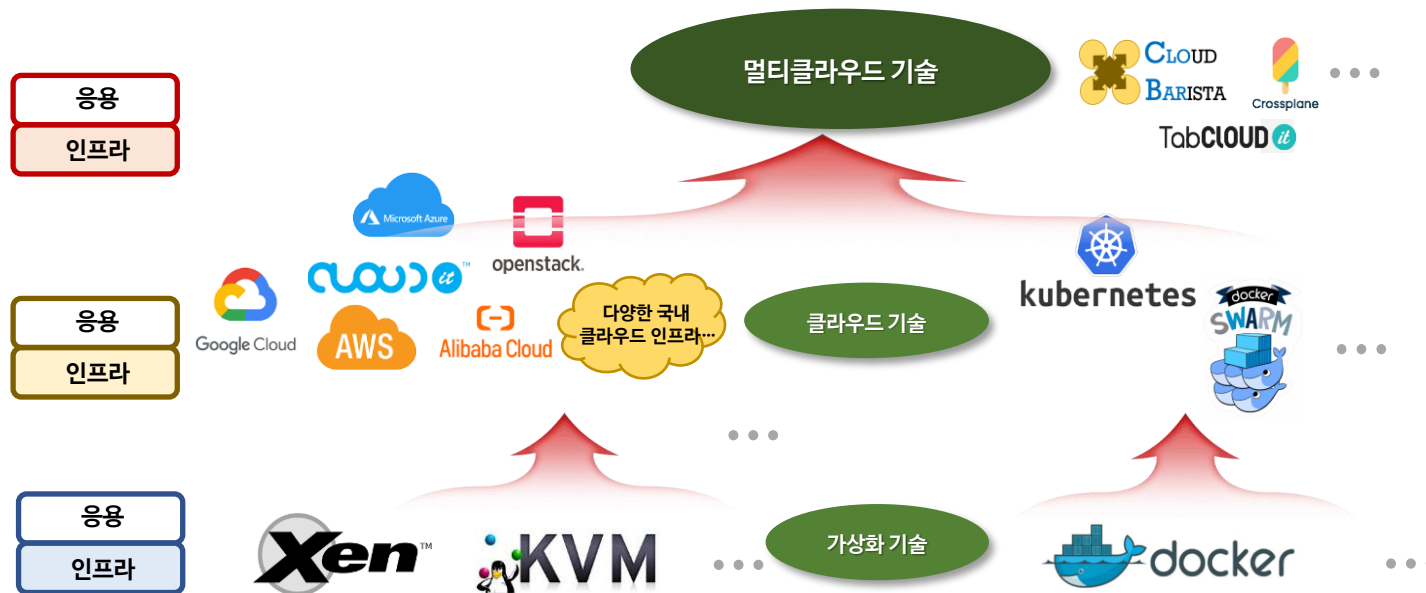 멀티클라우드 기술
CLOUD
BARISTA
Crossplane
TabCLOUD it
응용
인프라
Microsoft Azure
openstack.
CLOUD it™
Google Cloud
AWS
Alibaba Cloud
다양한 국내
클라우드 인프라...
클라우드 기술
kubernetes
docker
SWARM
응용
인프라
응용
인프라
Xen™
KVM
가상화 기술
docker